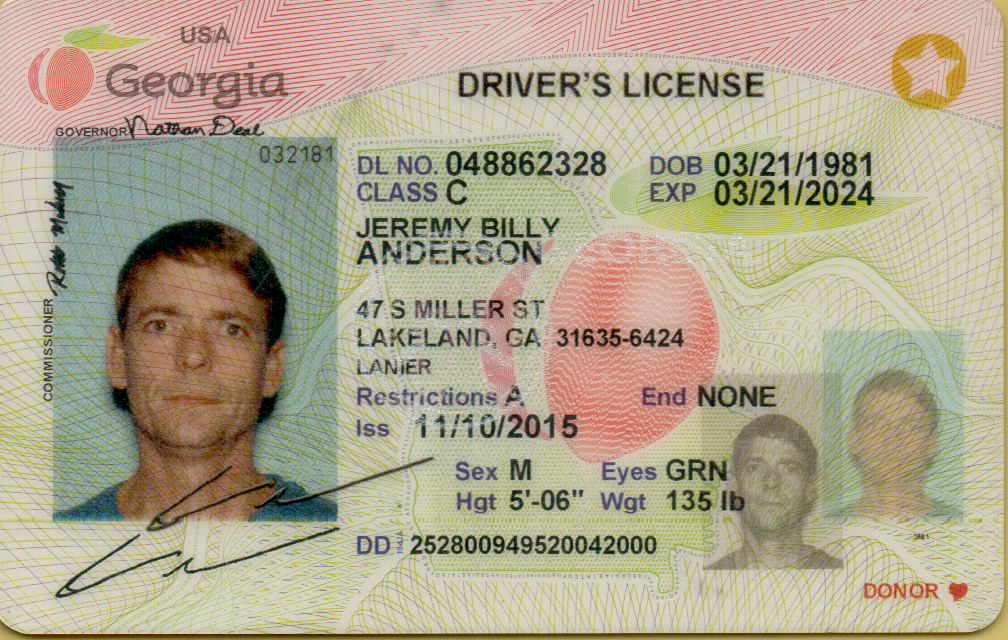 USA
Georgia
DRIVER'S LICENSE
GOVERNOR Nathan Deal
032181
DL NO. 048862328
DOB 03/21/1981
CLASS C
EXP 03/21/2024
JEREMY BILLY
ANDERSON
47 S MILLER ST
LAKELAND, GA 31635-6424
LANIER
COMMISSIONER
Restrictions A
End NONE
Iss 11/10/2015
Sex M
Eyes GRN
Hgt 5'-06"
Wgt 135 lb
DD 252800949520042000
DONOR